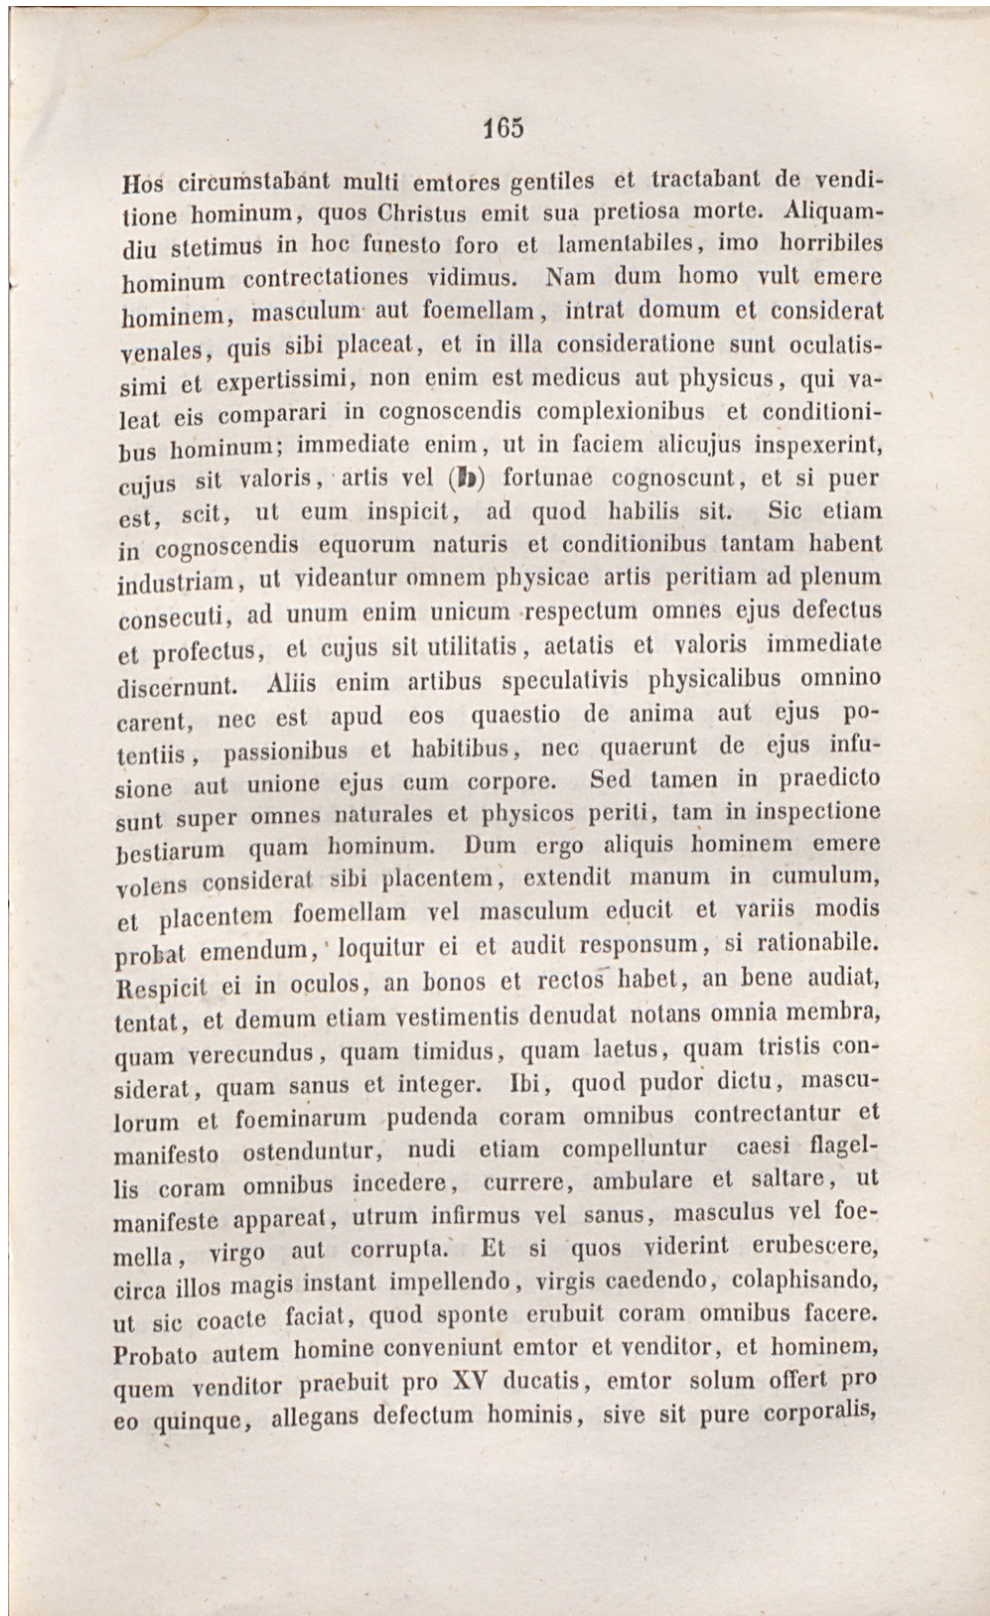 165
Hos circumstabant multi emtores gentiles et tractabant de vendi-
tione hominum, quos Christus emit sua pretiosa morte. Aliquam-
diu stetimus in hoc funesto foro et lamentabiles, imo horribiles
hominum contrectationes vidimus. Nam dum homo vult emere
hominem, masculum aut foemellam, intrat domum et considerat
venales, quis sibi placeat, et in illa consideratione sunt oculatis-
simi et expertissimi, non enim est medicus aut physicus, qui va-
leat eis comparari in cognoscendis complexionibus et conditioni-
bus hominum; immediate enim, ut in faciem alicujus inspexerint,
cujus sit valoris, artis vel (b) fortunae cognoscunt, et si puer
est, scit, ut eum inspicit, ad quod habilis sit. Sic etiam
in cognoscendis equorum naturis et conditionibus tantam habent
industriam, ut videantur omnem physicae artis peritiam ad plenum
consecuti, ad unum enim unicum respectum omnes ejus defectus
et profectus, et cujus sit utilitatis, aetatis et valoris immediate
discernunt. Aliis enim artibus speculativis physicalibus omnino
carent, nec est apud eos quaestio de anima aut ejus po-
tentiis, passionibus et habitibus, nec quaerunt de ejus infu-
sione aut unione ejus cum corpore. Sed tamen in praedicto
sunt super omnes naturales et physicos periti, tam in inspectione
bestiarum quam hominum. Dum ergo aliquis hominem emere
volens considerat sibi placentem, extendit manum in cumulum,
et placentem foemellam vel masculum educit et variis modis
probat emendum, loquitur ei et audit responsum, si rationabile.
Respicit ei in oculos, an bonos et rectos habet, an bene audiat,
tentat, et demum etiam vestimentis denudat notans omnia membra,
quam verecundus, quam timidus, quam laetus, quam tristis con-
siderat, quam sanus et integer. Ibi, quod pudor dictu, mascu-
lorum et foeminarum pudenda coram omnibus contrectantur et
manifesto ostenduntur, nudi etiam compelluntur caesi flagel-
lis coram omnibus incedere, currere, ambulare et saltare, ut
manifeste appareat, utrum infirmus vel sanus, masculus vel foe-
mella, virgo aut corrupta. Et si quos viderint erubescere,
circa illos magis instant impellendo, virgis caedendo, colaphisando,
ut sic coacte faciat, quod sponte erubuit coram omnibus facere.
Probato autem homine conveniunt emtor et venditor, et hominem,
quem venditor praebuit pro XV ducatis, emtor solum offert pro
eo quinque, allegans defectum hominis, sive sit pure corporalis,